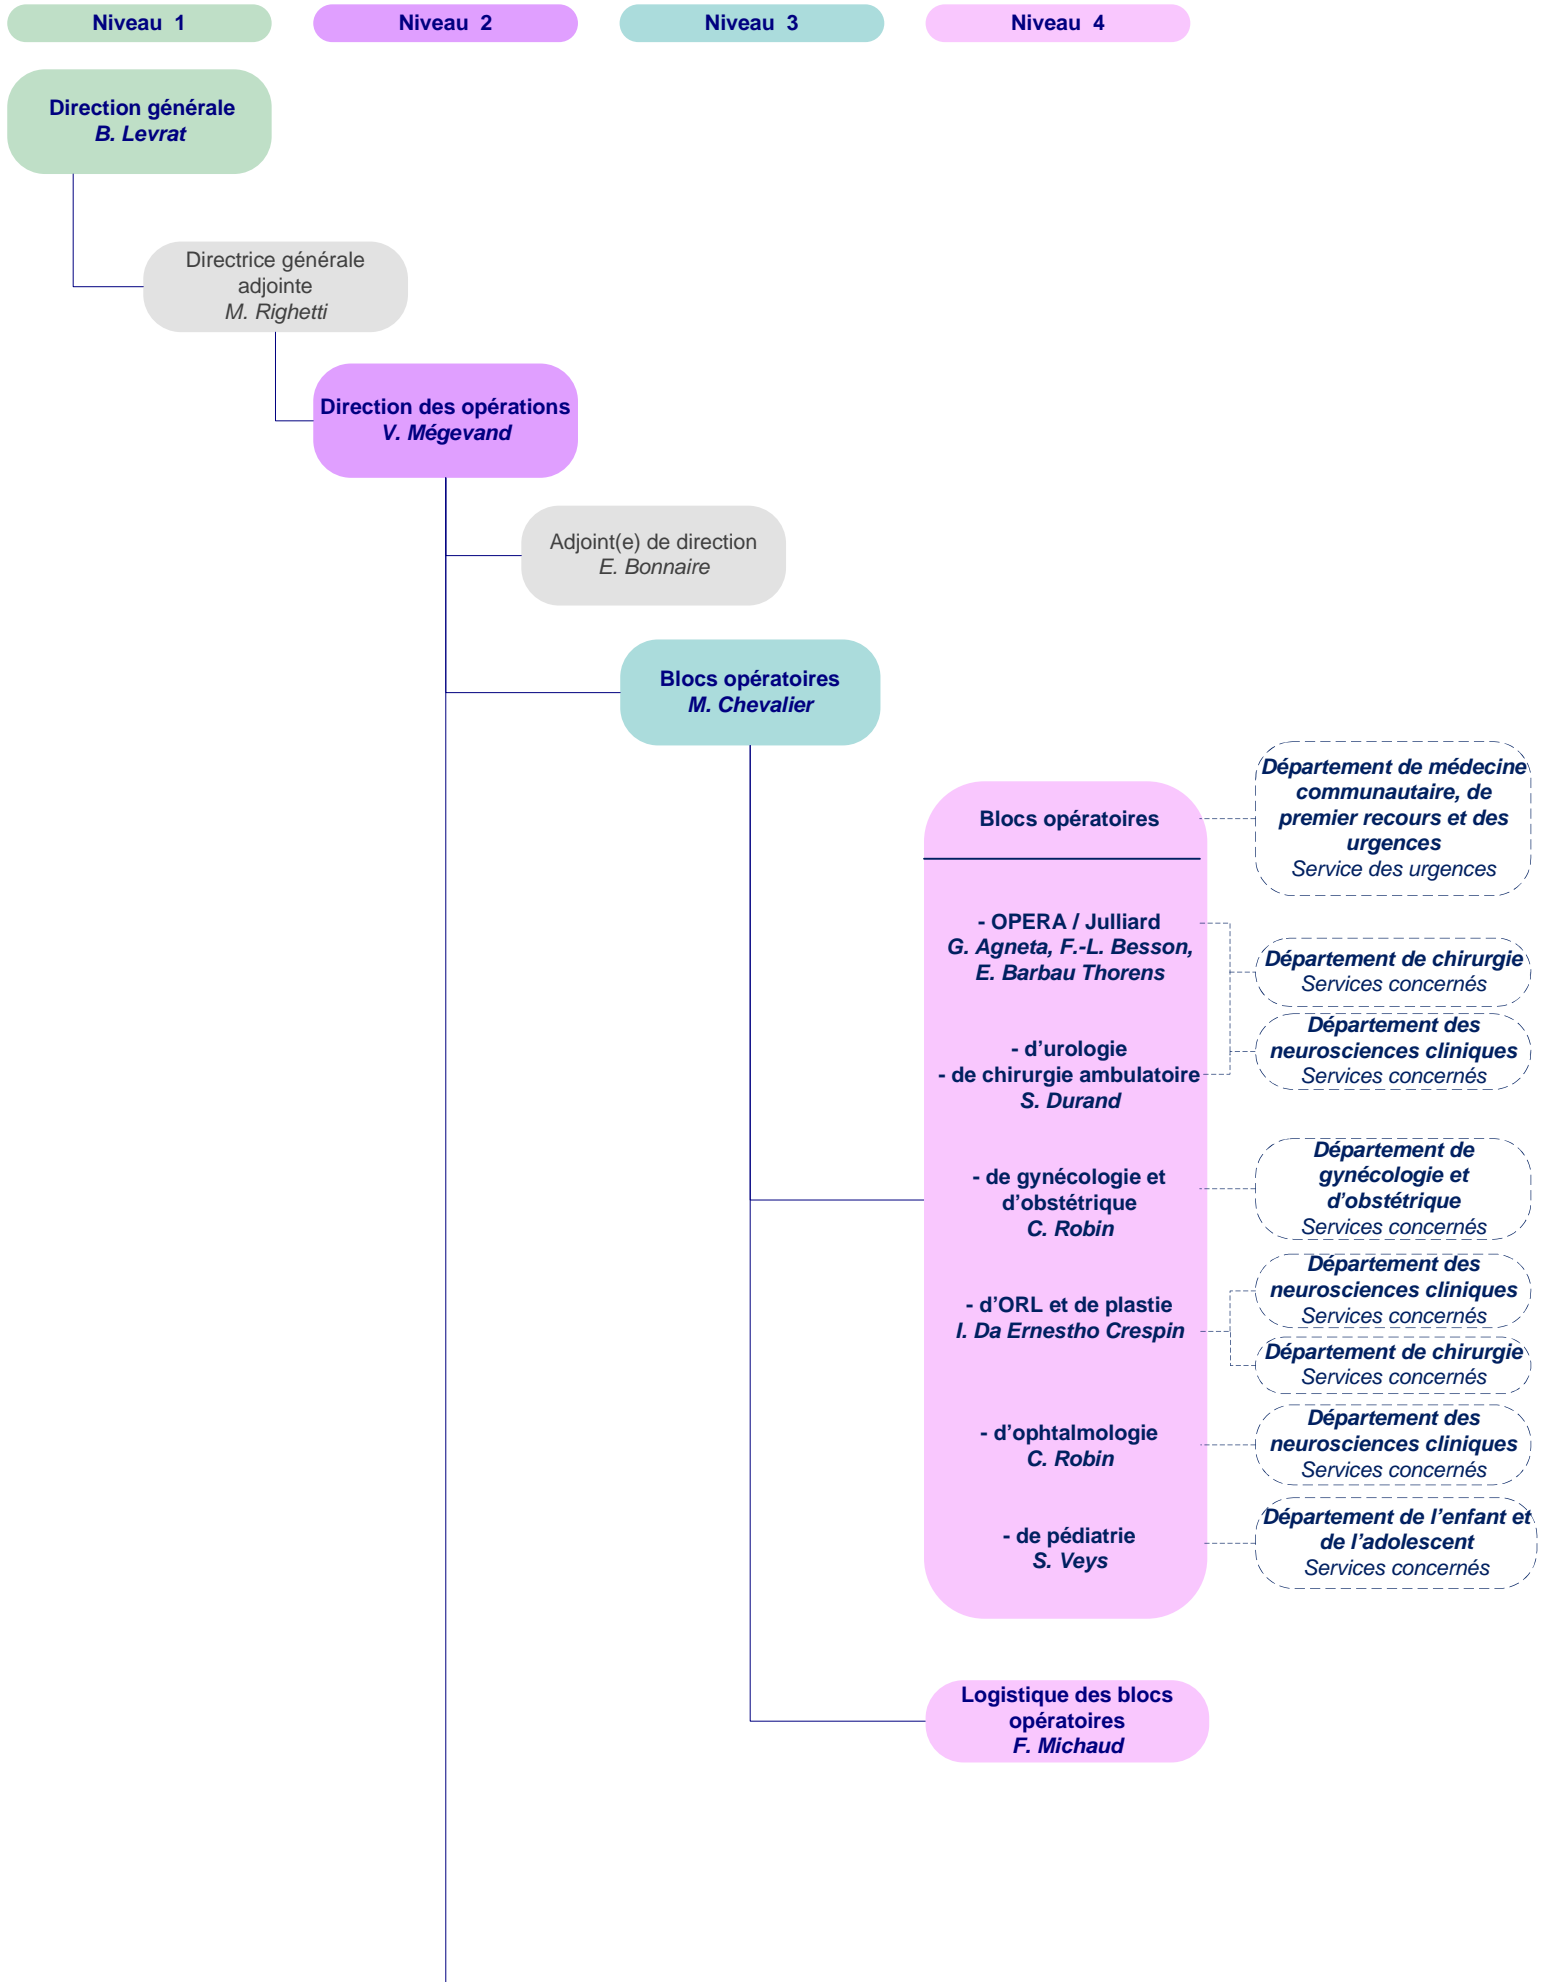 Niveau 1
Niveau 2
Niveau 3
Niveau 4
Direction générale
B. Levrat
Directrice générale
adjointe
M. Righetti
Direction des opérations
V. Mégevand
Adjoint(e) de direction
E. Bonnaire
Blocs opératoires
M. Chevalier
Blocs opératoires
Département de médecine
communautaire, de
premier recours et des
urgences
Service des urgences
- OPERA / Julliard
G. Agneta, F.-L. Besson,
E. Barbau Thorens
Département de chirurgie
Services concernés
Département des
neurosciences cliniques
Services concernés
- d’urologie
- de chirurgie ambulatoire
S. Durand
- de gynécologie et
d’obstétrique
C. Robin
Département de
gynécologie et
d’obstétrique
Services concernés
- d’ORL et de plastie
I. Da Ernestho Crespin
Département des
neurosciences cliniques
Services concernés
Département de chirurgie
Services concernés
- d’ophtalmologie
C. Robin
Département des
neurosciences cliniques
Services concernés
- de pédiatrie
S. Veys
Département de l’enfant et
de l’adolescent
Services concernés
Logistique des blocs
opératoires
F. Michaud